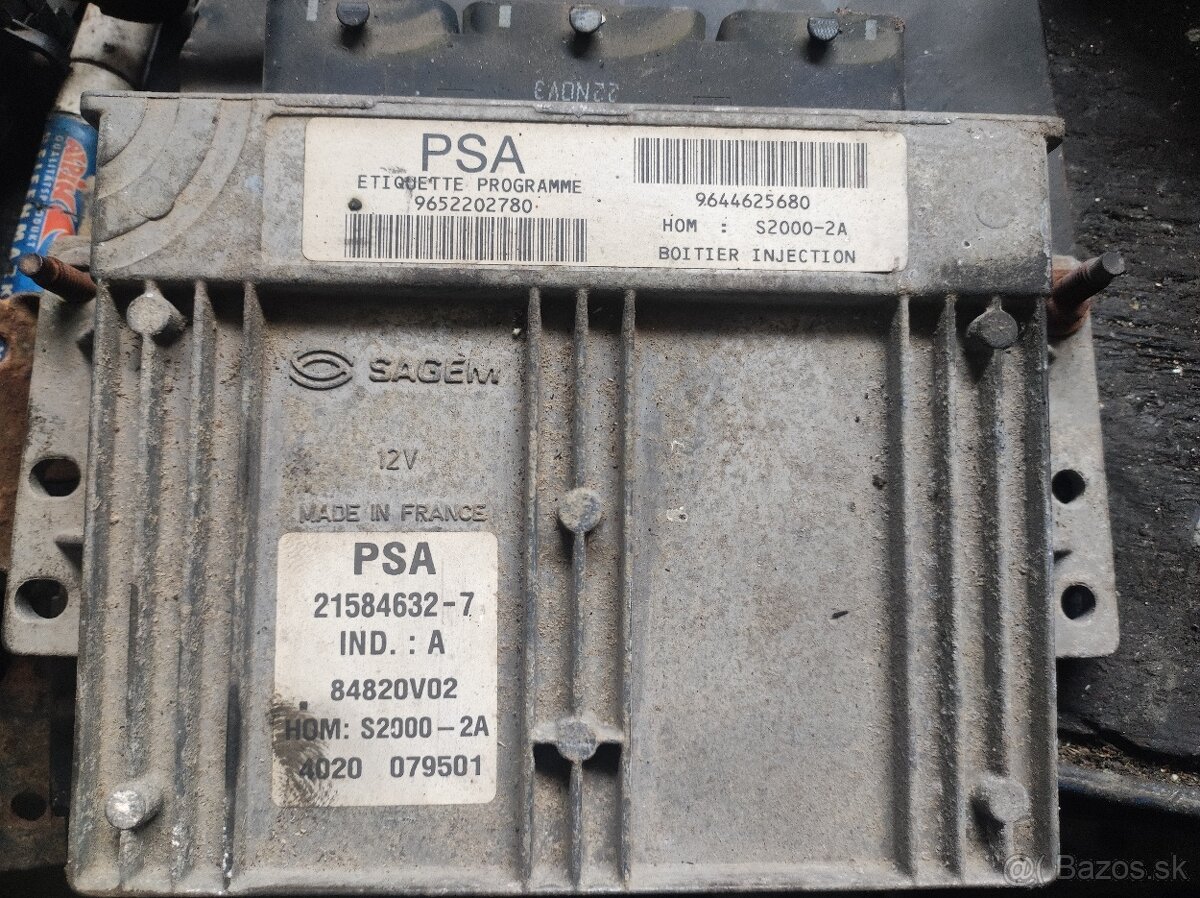 22NOV3
PSA
ETIQUETTE PROGRAMME
9652202780
9644625680
HOM : S2000-2A
BOITIER INJECTION
SAGEM
12V
MADE IN FRANCE
PSA
21584632-7
IND. : A
84820V02
HOM: S2000-2A
4020 079501
@ Bazos.sk